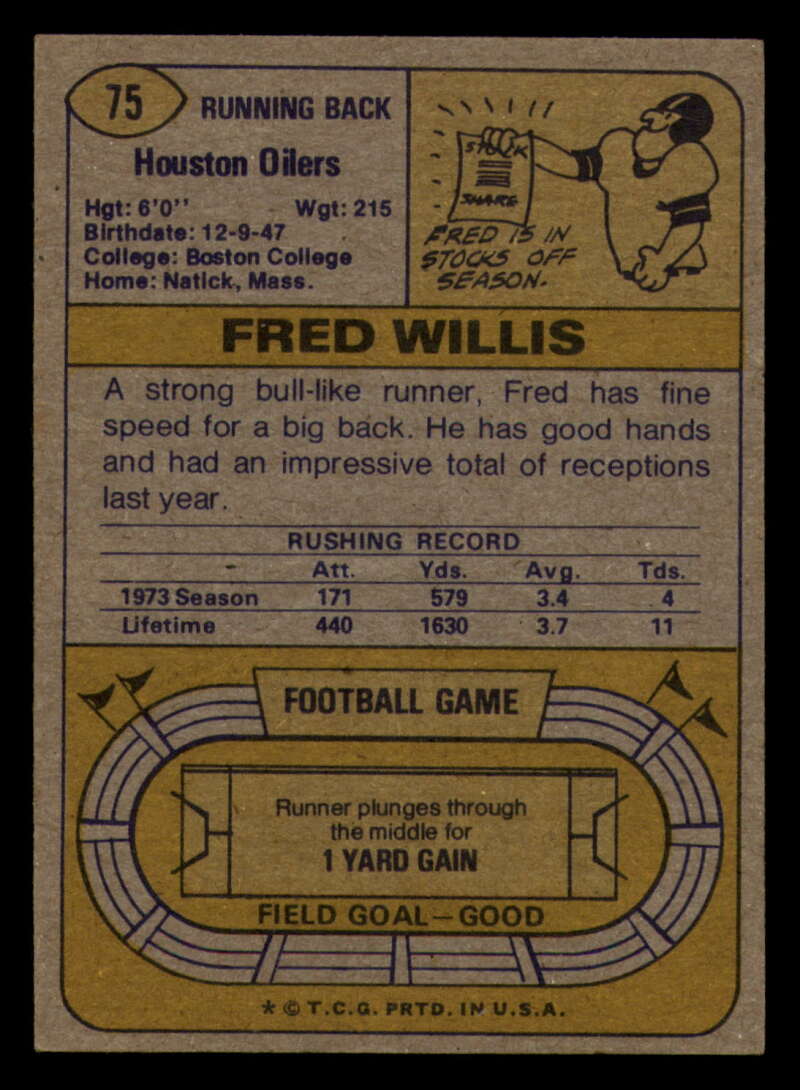 75
RUNNING BACK
Houston Oilers
Hgt: 6'0'' Wgt: 215
Birthdate: 12-9-47
College: Boston College
Home: Natick, Mass.
STOCK
SHARE
FRED IS IN
STOCKS OFF
SEASON.
FRED WILLIS
A strong bull-like runner, Fred has fine
speed for a big back. He has good hands
and had an impressive total of receptions
last year.
RUSHING RECORD
Att. Yds. Avg. Tds.
1973 Season 171 579 3.4 4
Lifetime 440 1630 3.7 11
FOOTBALL GAME
Runner plunges through
the middle for
1 YARD GAIN
FIELD GOAL—GOOD
* © T.C.G. PRTD. IN U.S.A.